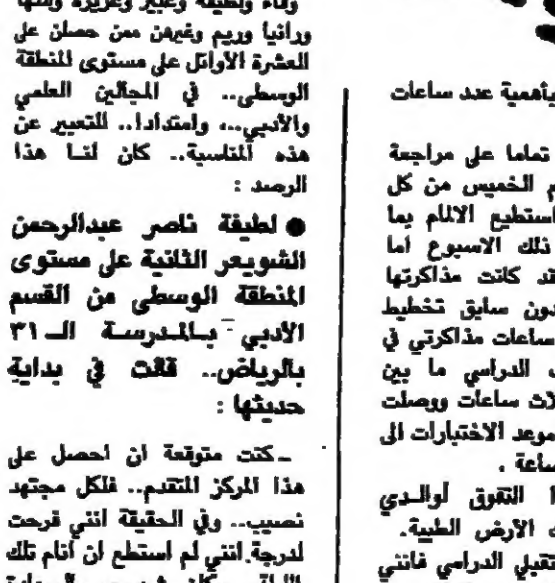 وفاء ولطيفة وعبير وعزيزة
ورانيا وريم وغيرهن ممن حصلن على
العشرة الأوائل على مستوى المنطقة
الوسطى.. في المجالين العلمي
والأدبي..، وامتدادا.. للتعبير عن
هذه المناسبة.. كان لنا هذا
الرصد :
● لطيفة ناصر عبدالرحمن
الشويعر الثانية على مستوى
المنطقة الوسطى من القسم
الأدبي بالمدرسة الـ ٣١
بالرياض.. قالت في بداية
حديثها :
ـ كنت متوقعة ان احصل على
هذا المركز المتقدم.. فلكل مجتهد
نصيب.. وفي الحقيقة انني فرحت
لدرجة انني لم استطع ان أنام تلك
بأهمية عدد ساعات
تماما على مراجعة
الخميس من كل
استطيع الالمام بما
ذلك الاسبوع اما
كانت مذاكرتها
دون سابق تخطيط
ساعات مذاكرتي في
الدراسي ما بين
ثلاث ساعات ووصلت
موعد الاختبارات الى
ساعة .
التفوق لوالدي
الأرض الطيبة.
الدراسي فانني